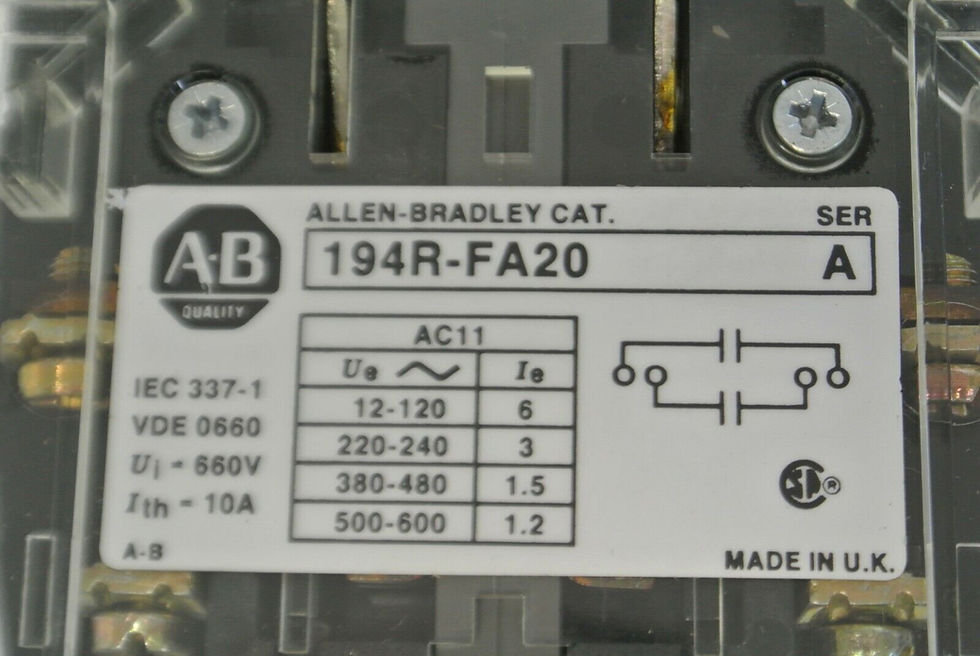 ALLEN-BRADLEY CAT. SER
A-B
QUALITY
194R-FA20 A
AC11
Ue Ie
12-120 6
220-240 3
380-480 1.5
500-600 1.2
IEC 337-1
VDE 0660
Ui - 660V
Ith - 10A
A-B
SP ®
MADE IN U.K.